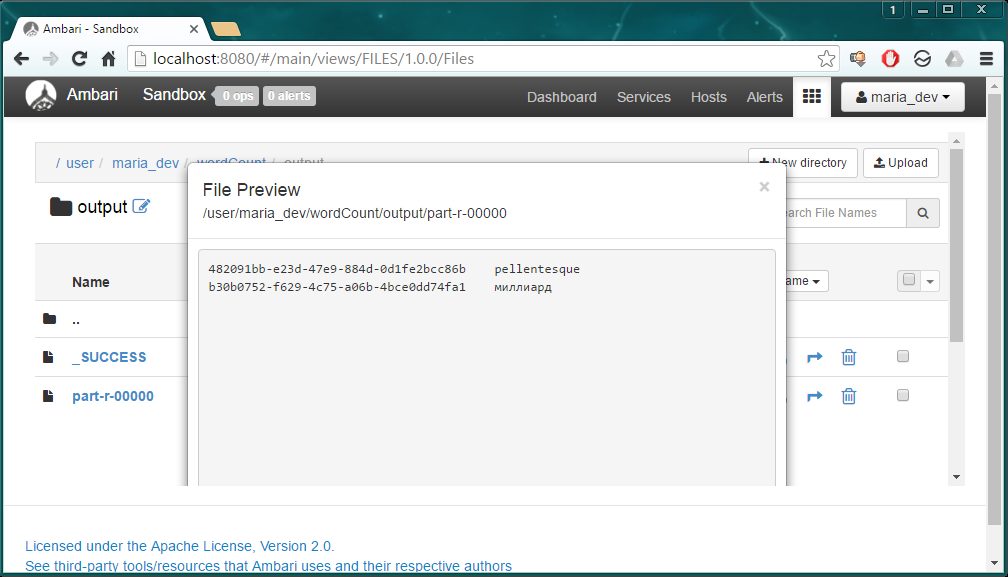 1
Ambari - Sandbox
localhost:8080/#/main/views/FILES/1.0.0/Files
Ambari Sandbox 0 ops 0 alerts Dashboard Services Hosts Alerts maria_dev
/ user / maria_dev / wordCount / output
New directory Upload
File Preview ×
/user/maria_dev/wordCount/output/part-r-00000
output
File Names
482091bb-e23d-47e9-884d-0d1fe2bcc86b pellentesque
b30b0752-f629-4c75-a06b-4bce0dd74fa1 миллиард
Name
..
_SUCCESS
part-r-00000
Licensed under the Apache License, Version 2.0.
See third-party tools/resources that Ambari uses and their respective authors